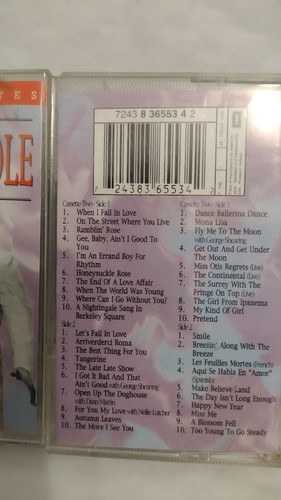 TES
OLE
7243 8 36553 4 2
7 24383 65534
Cassette Two - Side 1
1. When I Fall In Love
2. On The Street Where You Live
3. Ramblin' Rose
4. Gee, Baby, Ain't I Good To
You
5. I'm An Errand Boy For
Rhythm
6. Honeysuckle Rose
7. The End Of A Love Affair
8. When The World Was Young
9. Where Can I Go Without You?
10. A Nightingale Sang In
Berkeley Square
Side 2
1. Let's Fall In Love
2. Arriverderci Roma
3. The Best Thing For You
4. Tangerine
5. The Late Late Show
6. I Got It Bad And That
Ain't Good with George Shearing
7. Open Up The Doghouse
with Dean Martin
8. For You My Love with Nellie Lutcher
9. Autumn Leaves
10. The More I See You
Cassette Two - Side 1
1. Dance Ballerina Dance
2. Mona Lisa
3. Fly Me To The Moon
with George Shearing
4. Get Out And Get Under
The Moon
5. Miss Otis Regrets (Live)
6. The Continental (Live)
7. The Surrey With The
Fringe On Top (Live)
8. The Girl From Ipanema
9. My Kind Of Girl
10. Pretend
Side 2
1. Smile
2. Breezin' Along With The
Breeze
3. Les Feuilles Mortes (French)
4. Aqui Se Habla En "Amor"
(Spanish)
5. Make Believe Land
6. The Day Isn't Long Enough
7. Happy New Year
8. Miss Me
9. A Blossom Fell
10. Too Young To Go Steady